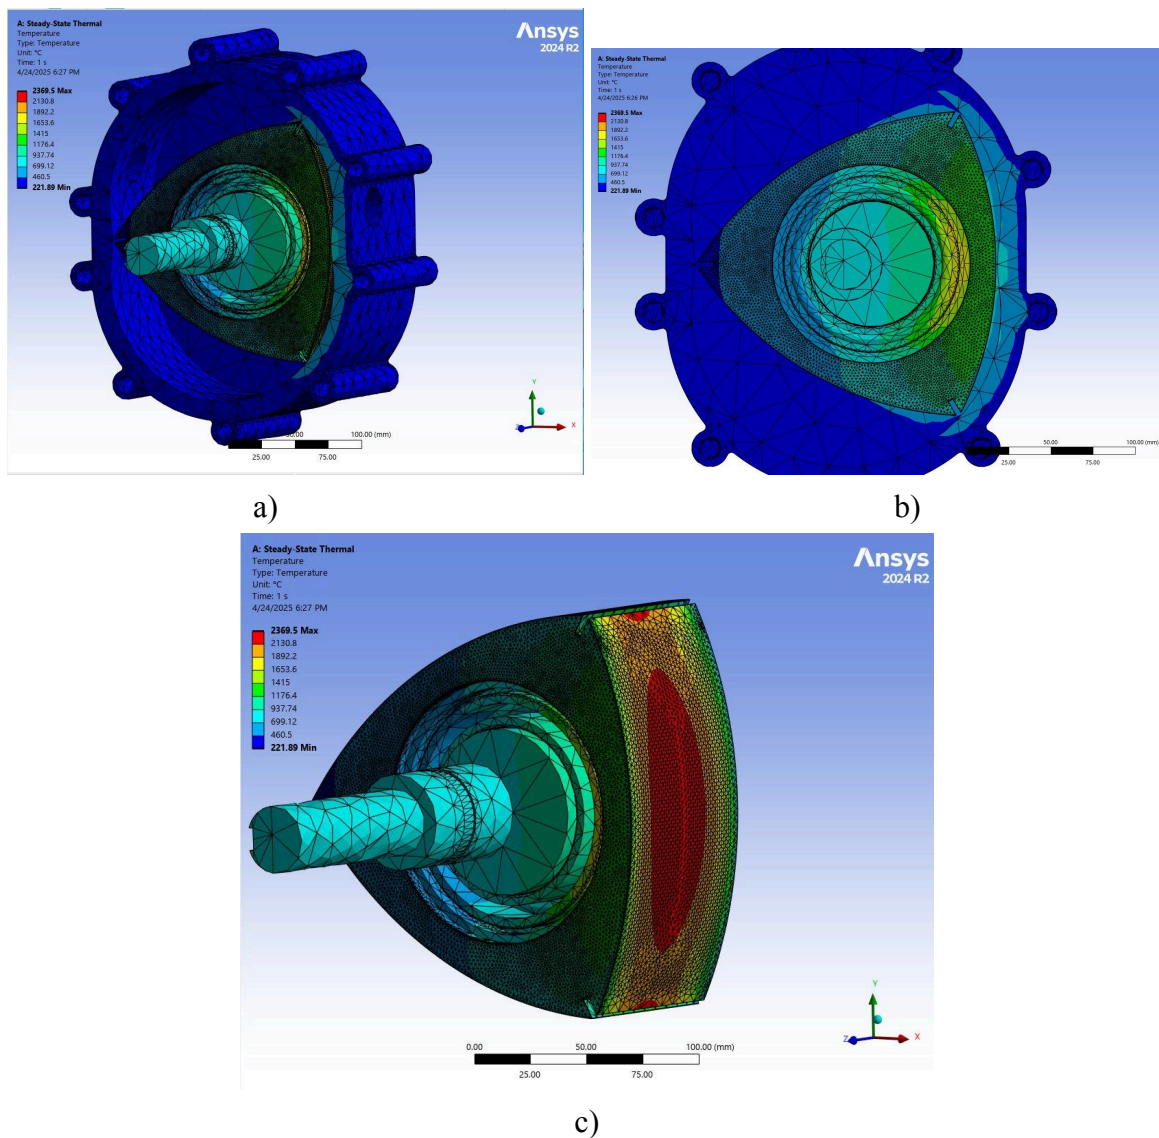 A: Steady-State Thermal
Temperature
Type: Temperature
Unit: °C
Time: 1 s
4/24/2025 6:27 PM
2369.5 Max
2130.8
1892.2
1653.6
1415
1176.4
937.74
699.12
460.5
221.89 Min
Ansys
2024 R2
Y
X
Z
100.00 (mm)
25.00
75.00
a)
A: Steady-State Thermal
Temperature
Type: Temperature
Unit: °C
Time: 1 s
4/24/2025 6:26 PM
2369.5 Max
2130.8
1892.2
1653.6
1415
1176.4
937.74
699.12
460.5
221.89 Min
50.00
100.00 (mm)
25.00
75.00
b)
A: Steady-State Thermal
Temperature
Type: Temperature
Unit: °C
Time: 1 s
4/24/2025 6:27 PM
2369.5 Max
2130.8
1892.2
1653.6
1415
1176.4
937.74
699.12
460.5
221.89 Min
Ansys
2024 R2
Y
Z
X
0.00
50.00
100.00 (mm)
25.00
75.00
c)